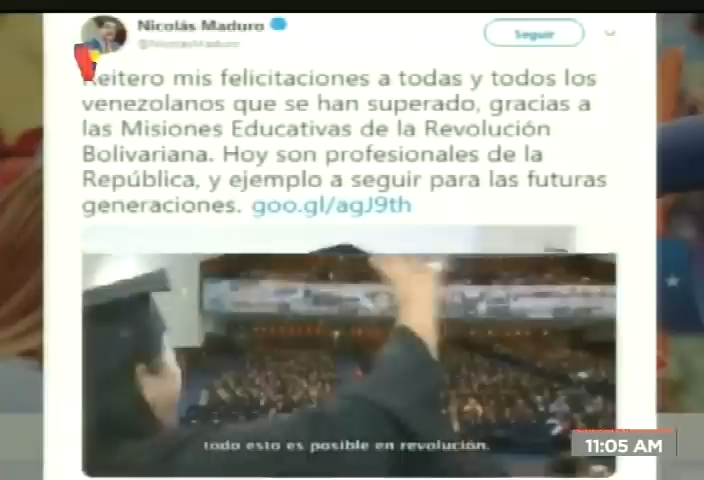 Nicolás Maduro
@NicolasMaduro
Seguir
Reitero mis felicitaciones a todas y todos los
venezolanos que se han superado, gracias a
las Misiones Educativas de la Revolución
Bolivariana. Hoy son profesionales de la
República, y ejemplo a seguir para las futuras
generaciones. goo.gl/agJ9th
todo esto es posible en revolución.
11:05 AM